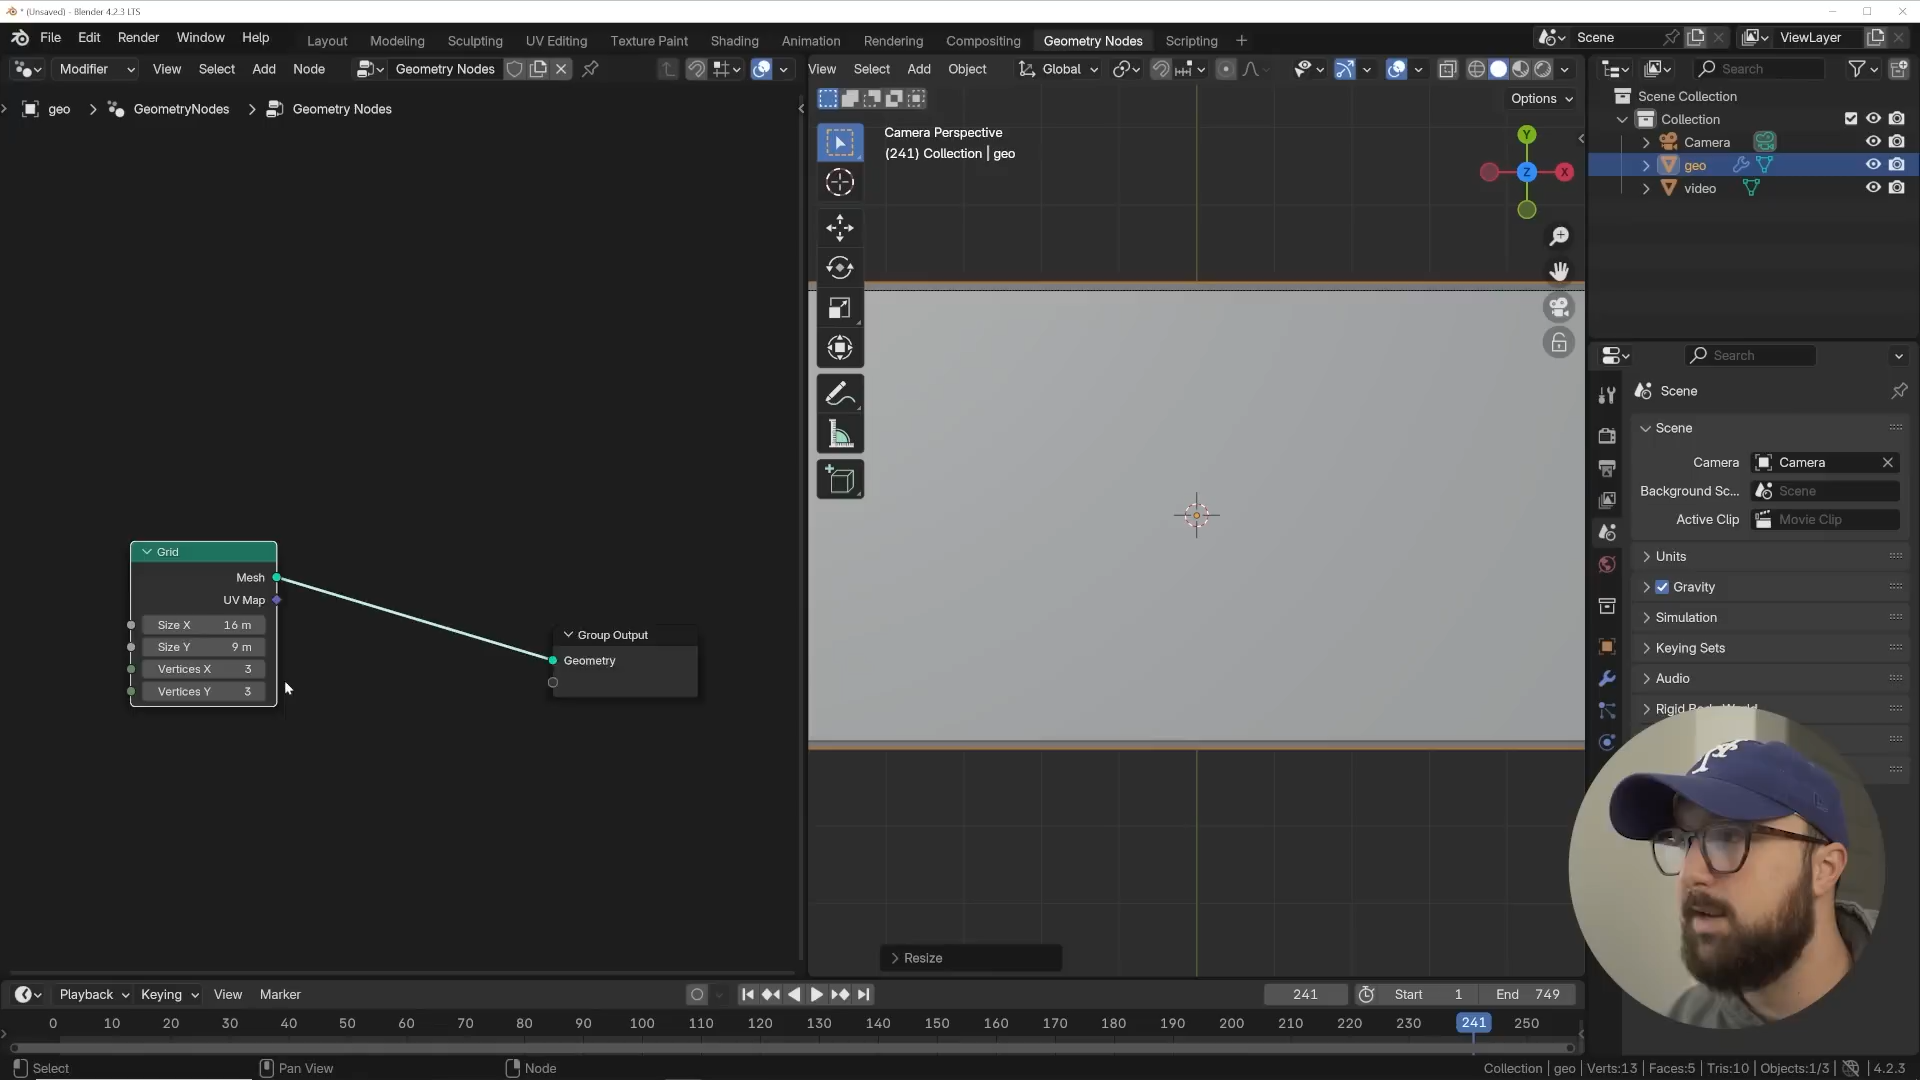 * (Unsaved) - Blender 4.2.3 LTS
File Edit Render Window Help Layout Modeling Sculpting UV Editing Texture Paint Shading Animation Rendering Compositing Geometry Nodes Scripting Scene ViewLayer
Modifier View Select Add Node Geometry Nodes View Select Add Object Global Search
geo > GeometryNodes > Geometry Nodes
Options
Camera Perspective
(241) Collection | geo
Y
Z
X
Scene Collection
Collection
Camera
geo
video
Search
Scene
Scene
Camera Camera
Background Sc... Scene
Active Clip Movie Clip
Units
Gravity
Simulation
Keying Sets
Audio
Rigid Body World
Grid
Mesh
UV Map
Size X 16 m
Size Y 9 m
Vertices X 3
Vertices Y 3
Group Output
Geometry
Resize
Playback Keying View Marker 241 Start 1 End 749
0 10 20 30 40 50 60 70 80 90 100 110 120 130 140 150 160 170 180 190 200 210 220 230 241 250
Select Pan View Node Collection | geo | Verts:13 | Faces:5 | Tris:10 | Objects:1/3 | 4.2.3